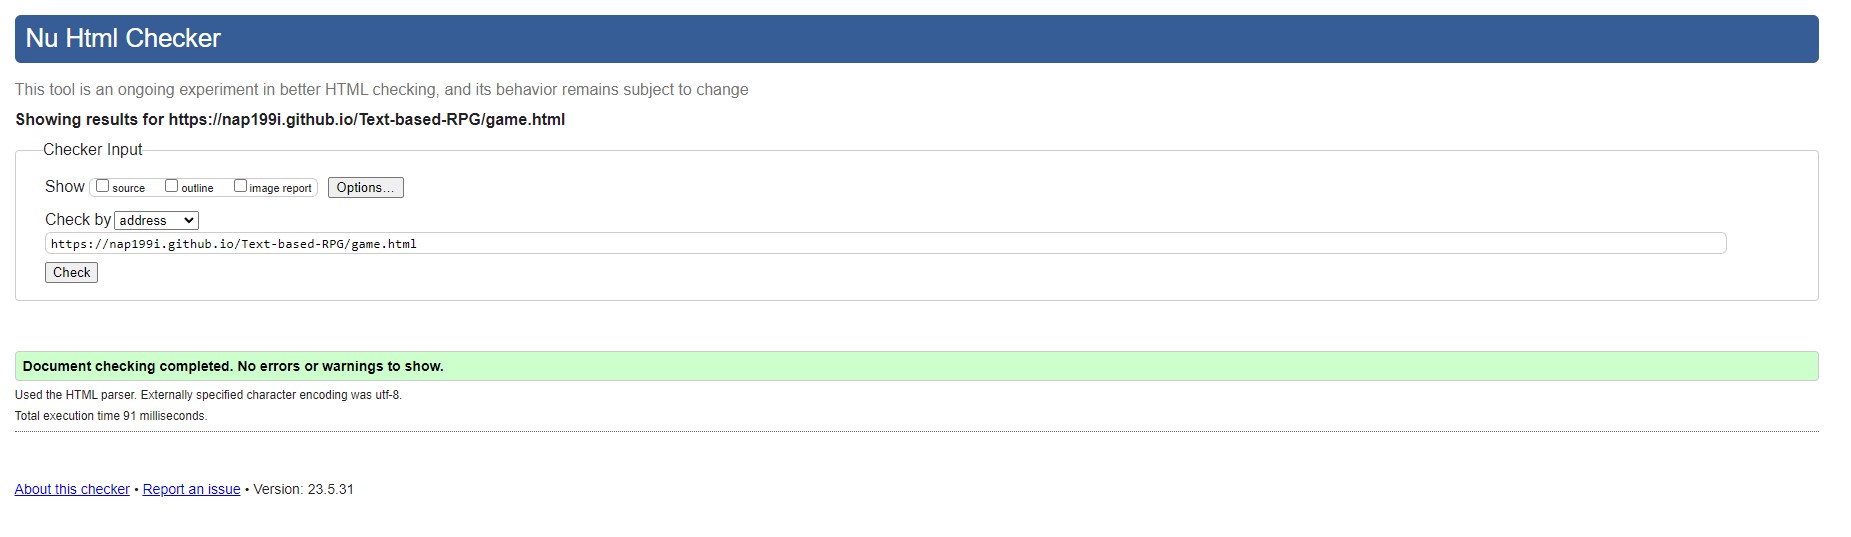 Nu Html Checker
This tool is an ongoing experiment in better HTML checking, and its behavior remains subject to change
Showing results for https://nap199i.github.io/Text-based-RPG/game.html
Checker Input
Show source outline image report Options...
Check by address
https://nap199i.github.io/Text-based-RPG/game.html
Check
Document checking completed. No errors or warnings to show.
Used the HTML parser. Externally specified character encoding was utf-8.
Total execution time 91 milliseconds.
About this checker • Report an issue • Version: 23.5.31